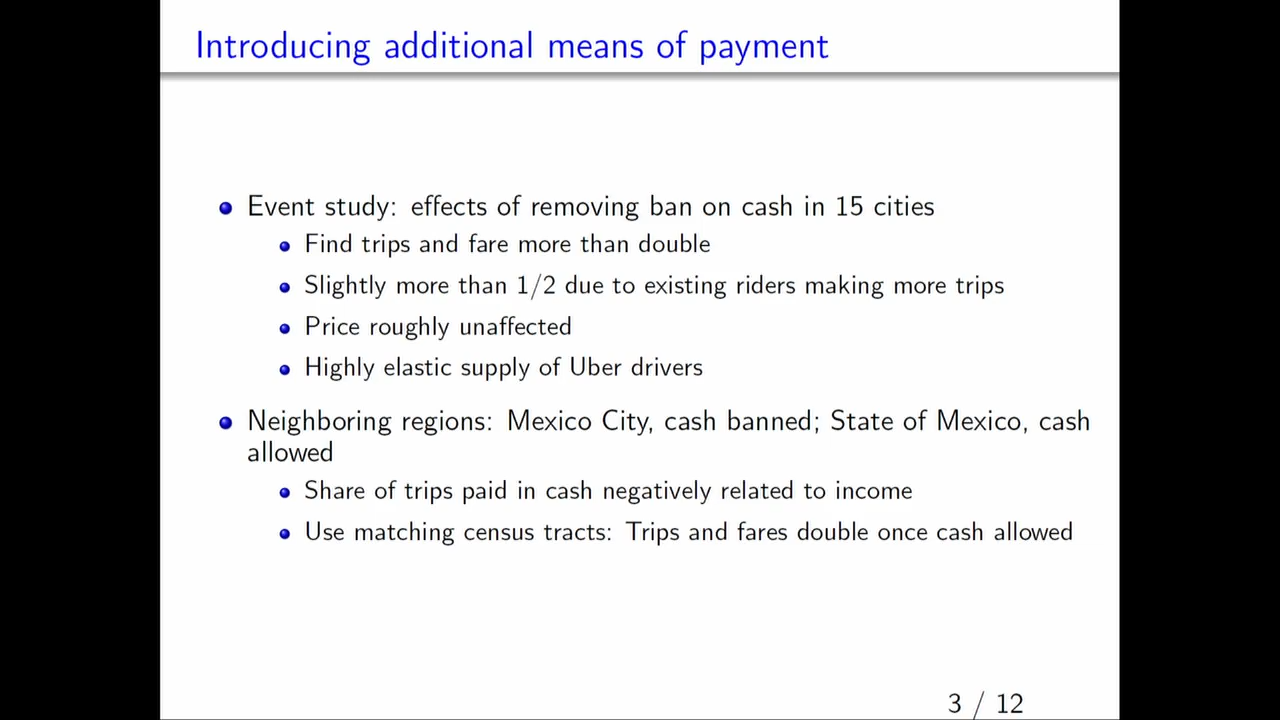 Introducing additional means of payment
Event study: effects of removing ban on cash in 15 cities
Find trips and fare more than double
Slightly more than 1/2 due to existing riders making more trips
Price roughly unaffected
Highly elastic supply of Uber drivers
Neighboring regions: Mexico City, cash banned; State of Mexico, cash
allowed
Share of trips paid in cash negatively related to income
Use matching census tracts: Trips and fares double once cash allowed
3 / 12